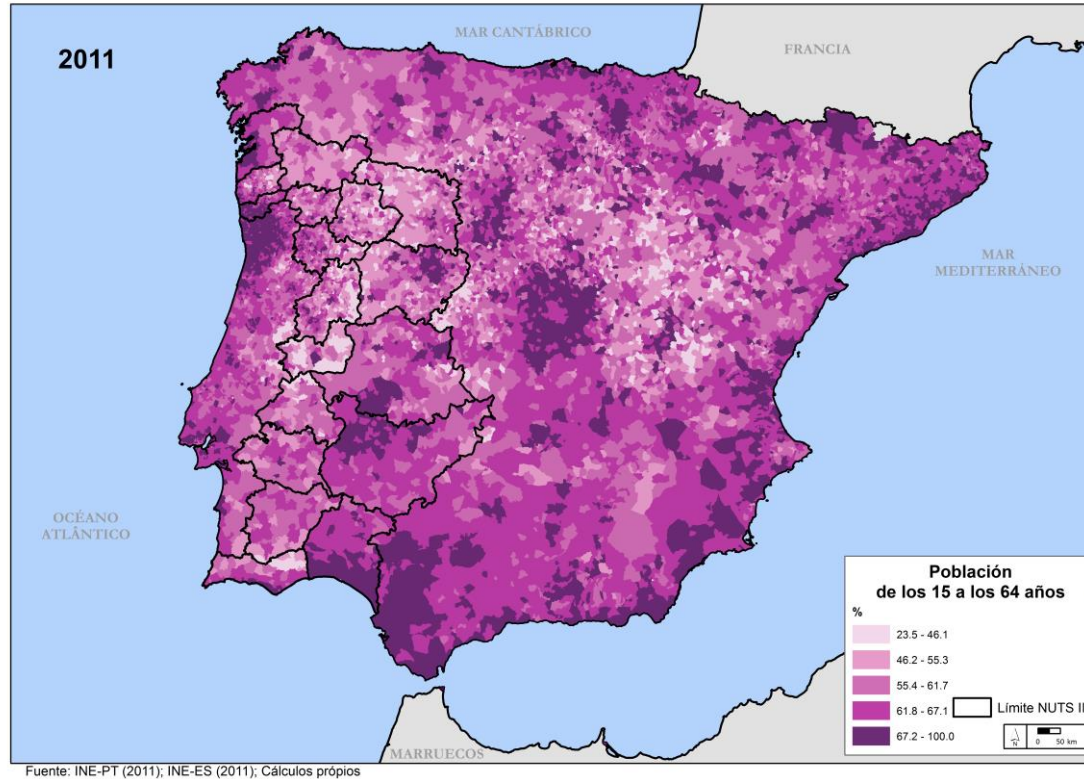 2011
MAR CANTÁBRICO
FRANCIA
MAR
MEDITERRÁNEO
OCÉANO
ATLÂNTICO
MARRUECOS
Población
de los 15 a los 64 años
%
23.5 - 46.1
46.2 - 55.3
55.4 - 61.7
61.8 - 67.1
67.2 - 100.0
Límite NUTS II
N
0 50 km
Fuente: INE-PT (2011); INE-ES (2011); Cálculos própios